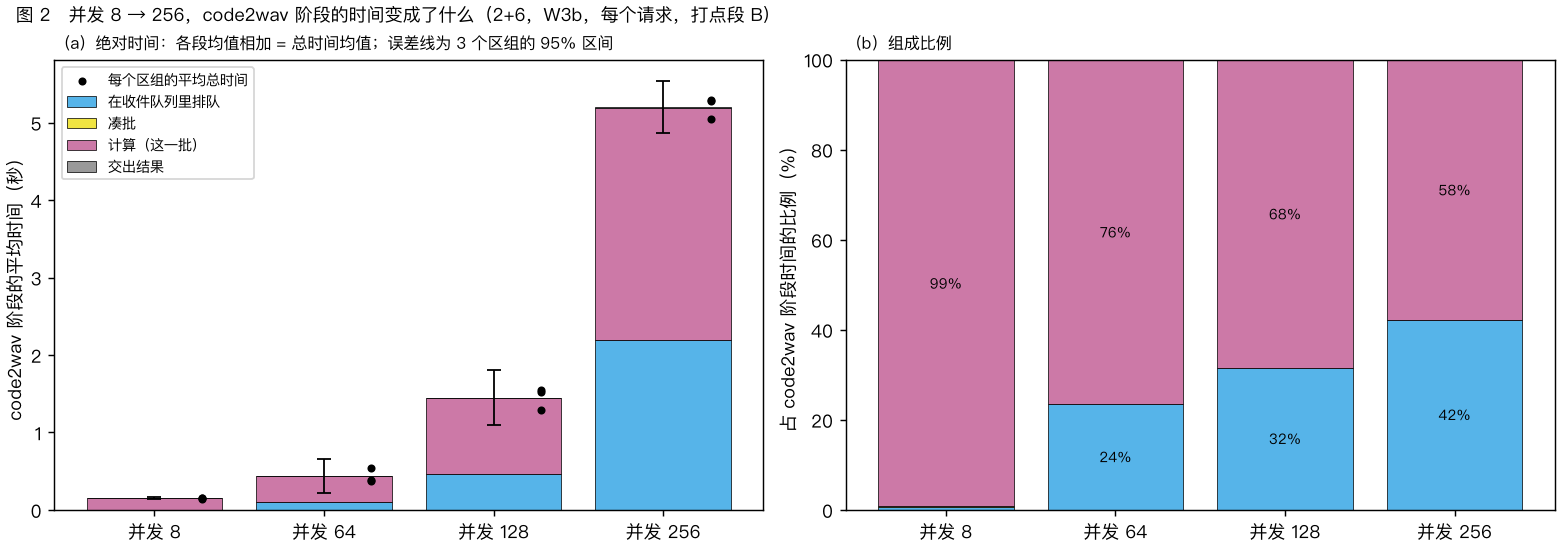 图 2 并发 8 → 256，code2wav 阶段的时间变成了什么（2+6，W3b，每个请求，打点段 B）
（a）绝对时间：各段均值相加 = 总时间均值；误差线为 3 个区组的 95% 区间
每个区组的平均总时间
在收件队列里排队
凑批
计算（这一批）
交出结果
code2wav 阶段的平均时间（秒）
5
4
3
2
1
0
并发 8
并发 64
并发 128
并发 256
（b）组成比例
占 code2wav 阶段时间的比例（%）
100
80
60
40
20
0
99%
76%
24%
68%
32%
58%
42%
并发 8
并发 64
并发 128
并发 256